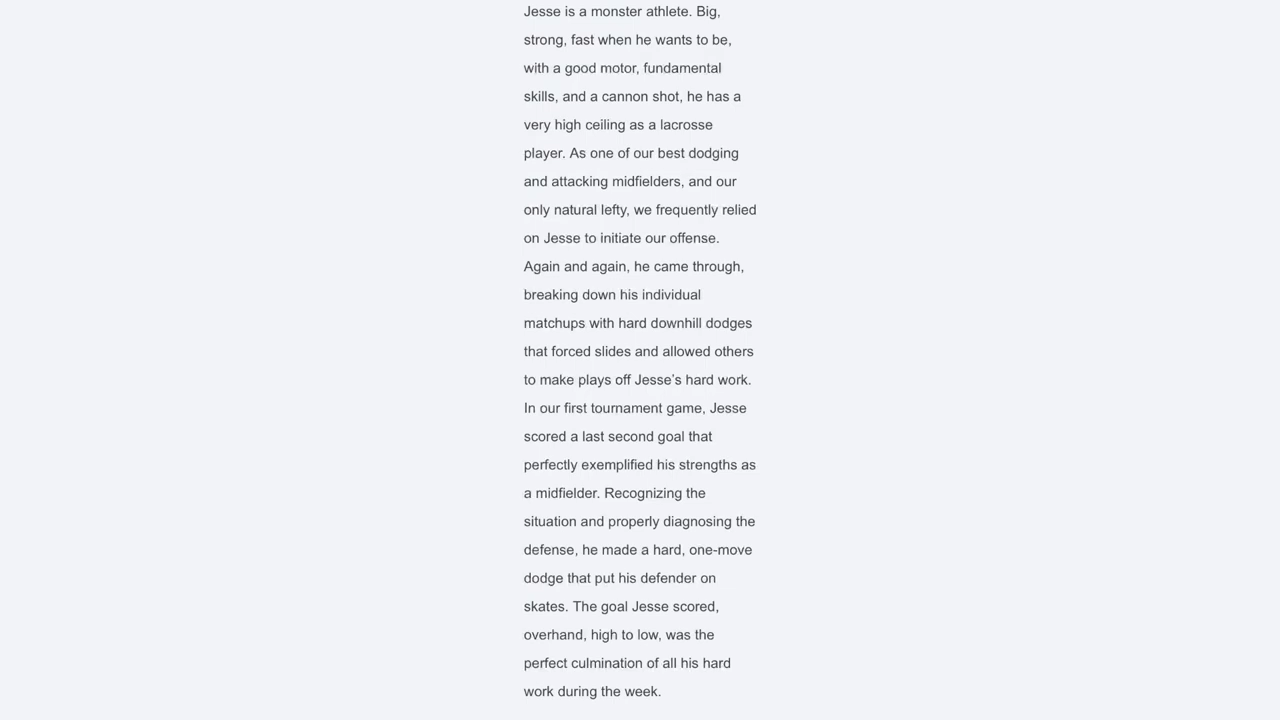 Jesse is a monster athlete. Big,
strong, fast when he wants to be,
with a good motor, fundamental
skills, and a cannon shot, he has a
very high ceiling as a lacrosse
player. As one of our best dodging
and attacking midfielders, and our
only natural lefty, we frequently relied
on Jesse to initiate our offense.
Again and again, he came through,
breaking down his individual
matchups with hard downhill dodges
that forced slides and allowed others
to make plays off Jesse’s hard work.
In our first tournament game, Jesse
scored a last second goal that
perfectly exemplified his strengths as
a midfielder. Recognizing the
situation and properly diagnosing the
defense, he made a hard, one-move
dodge that put his defender on
skates. The goal Jesse scored,
overhand, high to low, was the
perfect culmination of all his hard
work during the week.